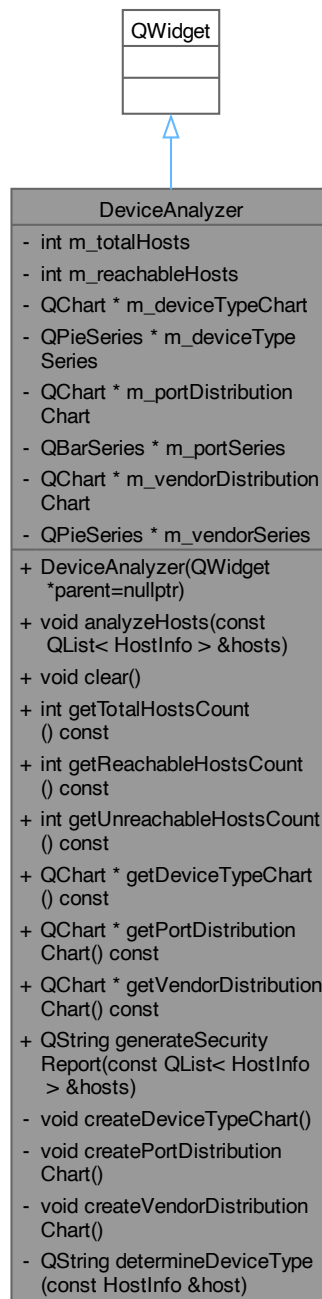 QWidget
DeviceAnalyzer
- int m_totalHosts
- int m_reachableHosts
- QChart * m_deviceTypeChart
- QPieSeries * m_deviceType
Series
- QChart * m_portDistribution
Chart
- QBarSeries * m_portSeries
- QChart * m_vendorDistribution
Chart
- QPieSeries * m_vendorSeries
+ DeviceAnalyzer(QWidget
*parent=nullptr)
+ void analyzeHosts(const
QList< HostInfo > &hosts)
+ void clear()
+ int getTotalHostsCount
() const
+ int getReachableHostsCount
() const
+ int getUnreachableHostsCount
() const
+ QChart * getDeviceTypeChart
() const
+ QChart * getPortDistribution
Chart() const
+ QChart * getVendorDistribution
Chart() const
+ QString generateSecurity
Report(const QList< HostInfo
> &hosts)
- void createDeviceTypeChart()
- void createPortDistribution
Chart()
- void createVendorDistribution
Chart()
- QString determineDeviceType
(const HostInfo &host)